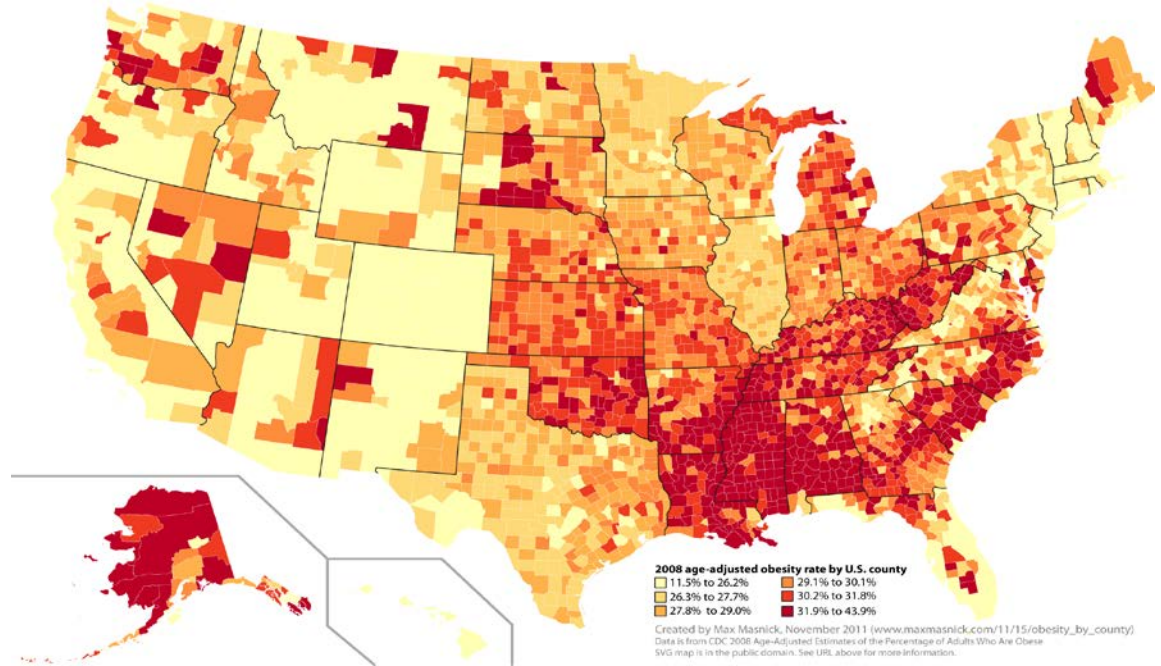 2008 age-adjusted obesity rate by U.S. county
11.5% to 26.2% 29.1% to 30.1%
26.3% to 27.7% 30.2% to 31.8%
27.8% to 29.0% 31.9% to 43.9%
Created by Max Masnick, November 2011 (www.maxmasnick.com/11/15/obesity_by_county)
Data is from CDC 2008 Age-Adjusted Estimates of the Percentage of Adults Who Are Obese
SVG map is in the public domain. See URL above for more information.